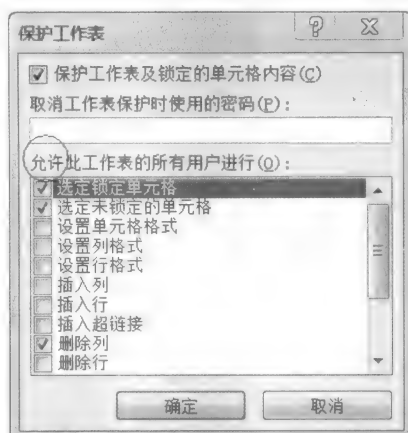 保护工作表
保护工作表及锁定的单元格内容(C)
取消工作表保护时使用的密码(P):
允许此工作表的所有用户进行(O):
选定锁定单元格
选定未锁定的单元格
设置单元格格式
设置列格式
设置行格式
插入列
插入行
插入超链接
删除列
删除行
确定 取消